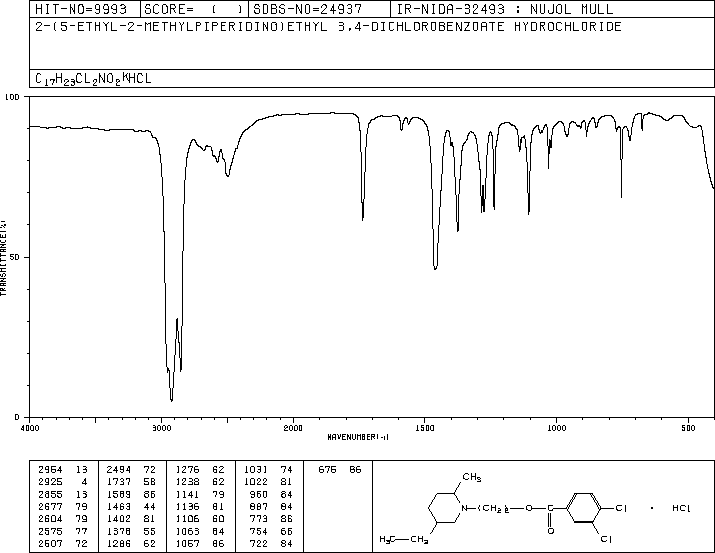 HIT-NO=9993 SCORE= ( ) SDBS-NO=24937 IR-NIDA-32493 : NUJOL MULL
2-(5-ETHYL-2-METHYLPIPERIDINO)ETHYL 3,4-DICHLOROBENZOATE HYDROCHLORIDE
C17H23CL2NO2*HCL
100
50
0
TRANSMITTANCE(%)
4000 3000 2000 1500 1000 500
WAVENUMBER(-1)
2964 13 2494 72 1276 62 1031 74 676 86
2925 4 1737 58 1238 62 1022 81
2855 13 1589 86 1141 79 960 84
2677 79 1463 44 1136 81 887 84
2604 79 1402 81 1106 60 773 86
2575 77 1378 55 1063 84 754 66
2507 72 1286 62 1057 86 722 84
CH3
N (CH2)2 O C Cl · HCl
O Cl
H3C CH2